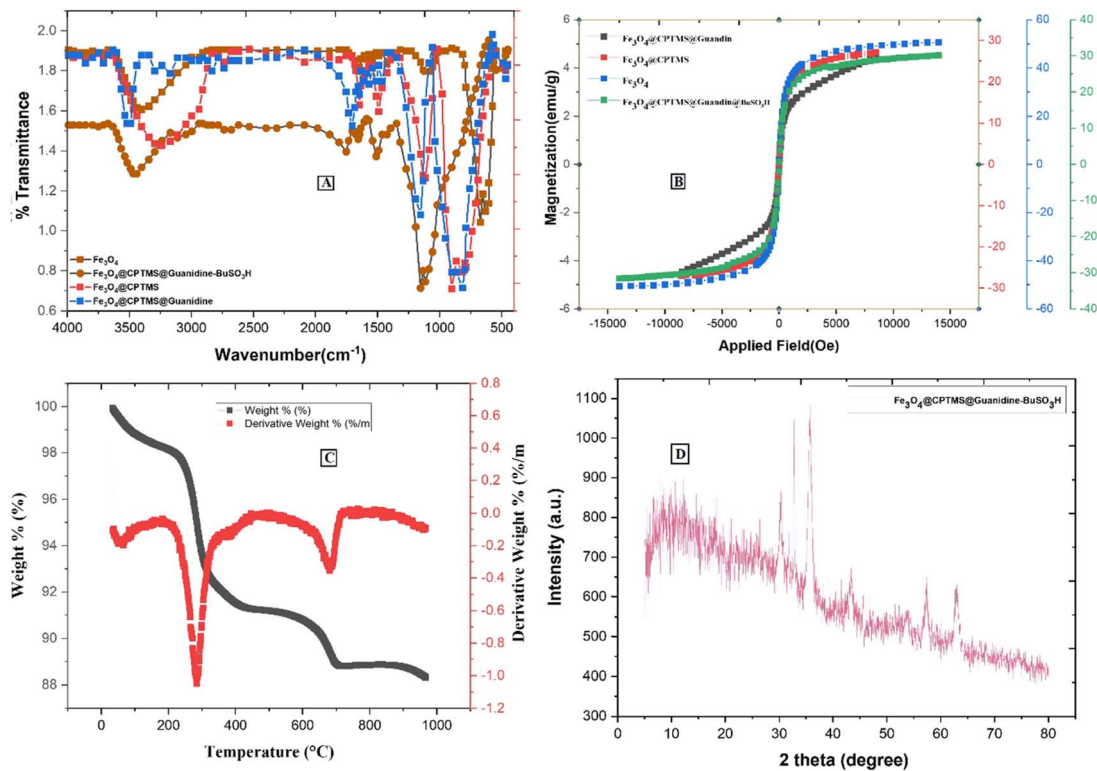 2.0
1.8
1.6
1.4
1.2
1.0
0.8
0.6
% Transmittance
A
Fe3O4
Fe3O4@CPTMS@Guanidine-BuSO3H
Fe3O4@CPTMS
Fe3O4@CPTMS@Guanidine
4000 3500 3000 2500 2000 1500 1000 500
Wavenumber(cm-1)
6
4
2
0
-2
-4
-6
Magnetization(emu/g)
Fe3O4@CPTMS@Guandin
Fe3O4@CPTMS
Fe3O4
Fe3O4@CPTMS@Guandin@BuSO3H
B
-15000 -10000 -5000 0 5000 10000 15000
Applied Field(Oe)
30
20
10
0
-10
-20
-30
60
40
20
0
-20
-40
-60
40
30
20
10
0
-10
-20
-30
-40
100
98
96
95
93
91
90
88
Weight % (%)
Weight % (%)
Derivative Weight % (%/m)
C
0 200 400 600 800 1000
Temperature (°C)
0.8
0.6
0.4
0.2
0.0
-0.2
-0.4
-0.6
-0.8
-1.0
-1.2
Derivative Weight % (%/m
1100
1000
900
800
700
600
500
400
300
Intensity (a.u.)
Fe3O4@CPTMS@Guanidine-BuSO3H
D
0 10 20 30 40 50 60 70 80
2 theta (degree)